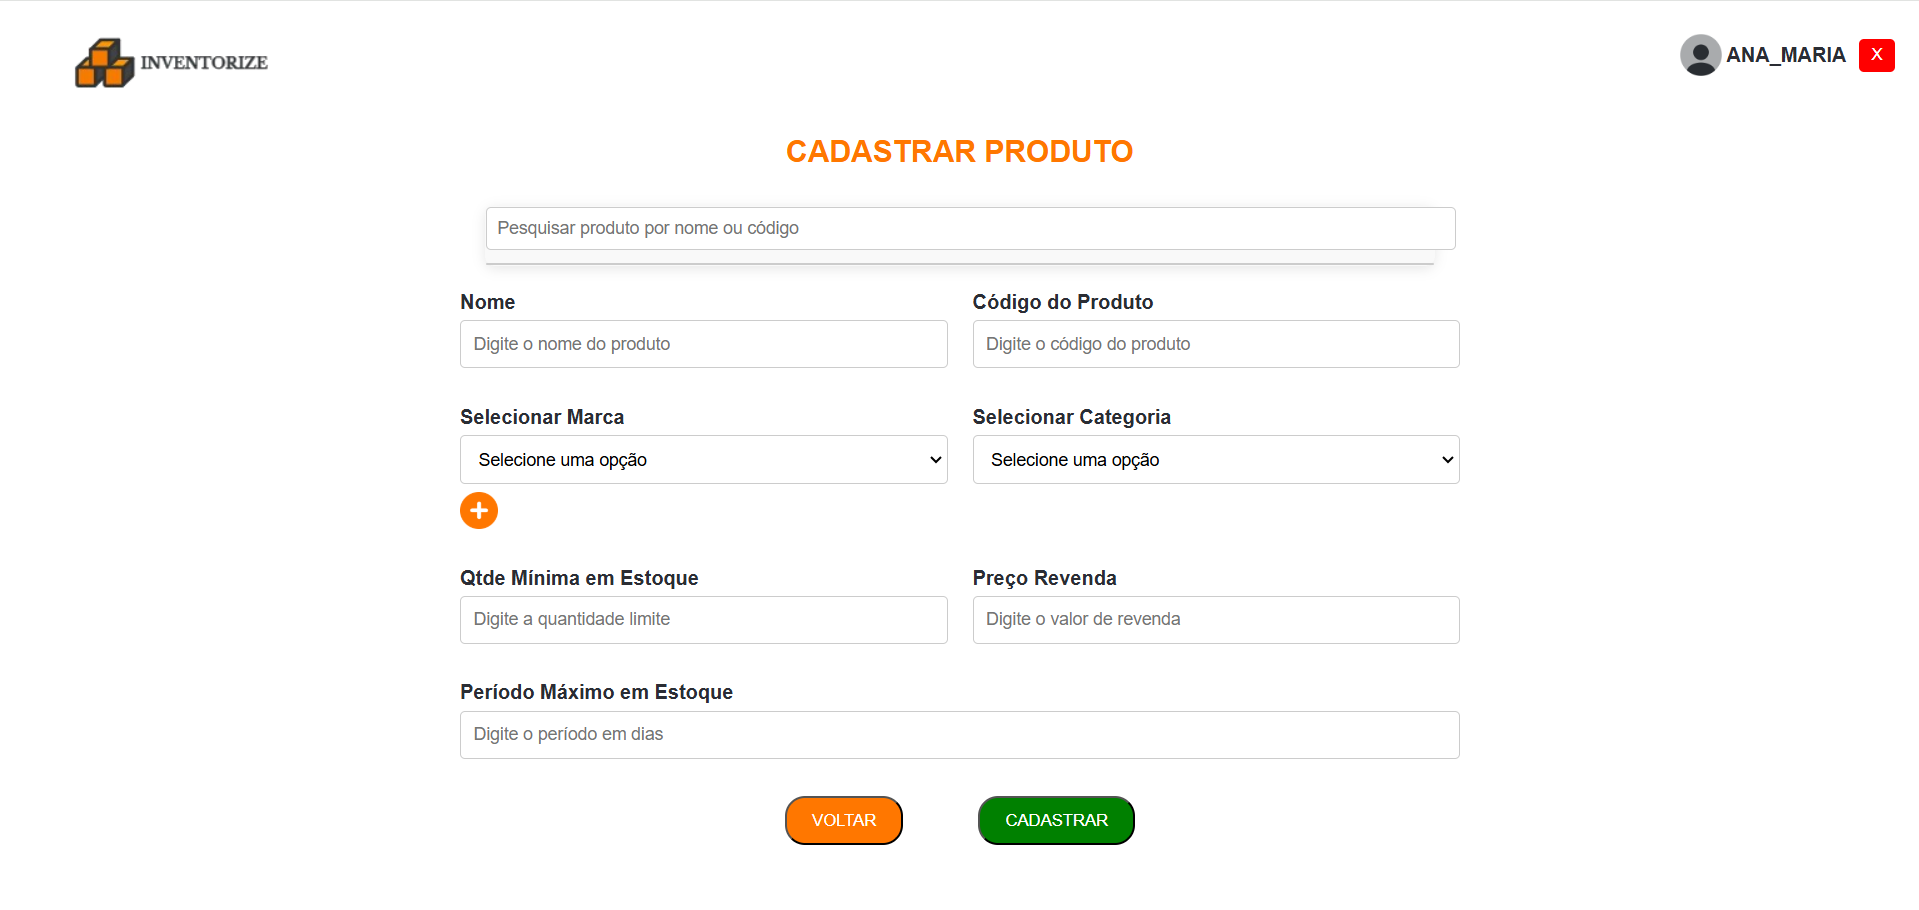 INVENTORIZE
ANA_MARIA X
CADASTRAR PRODUTO
Pesquisar produto por nome ou código
Nome
Digite o nome do produto
Código do Produto
Digite o código do produto
Selecionar Marca
Selecione uma opção
Selecionar Categoria
Selecione uma opção
Qtde Mínima em Estoque
Digite a quantidade limite
Preço Revenda
Digite o valor de revenda
Período Máximo em Estoque
Digite o período em dias
VOLTAR
CADASTRAR